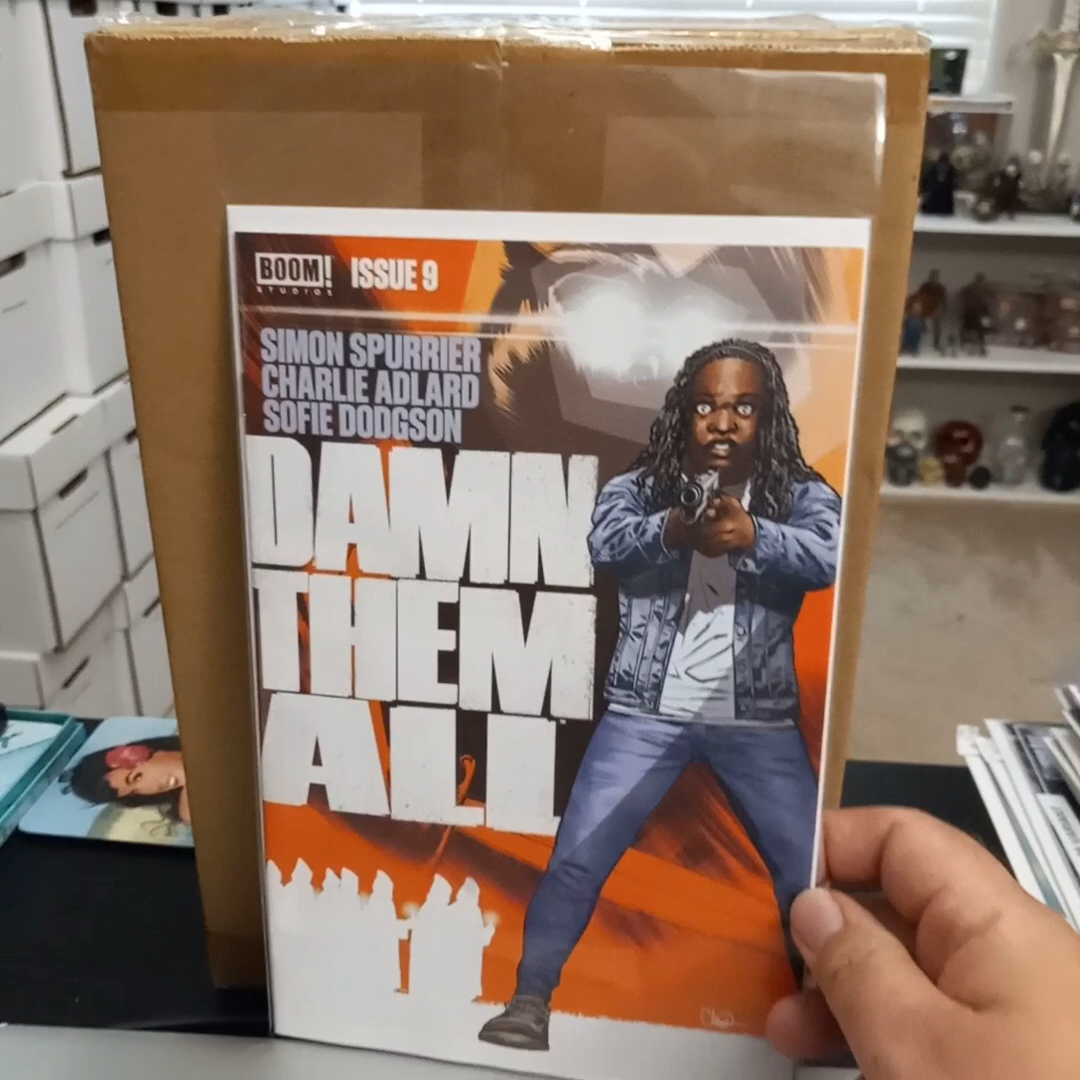 BOOM! ISSUE 9
STUDIOS
SIMON SPURRIER
CHARLIE ADLARD
SOFIE DODGSON
DAMN
THEM
ALL